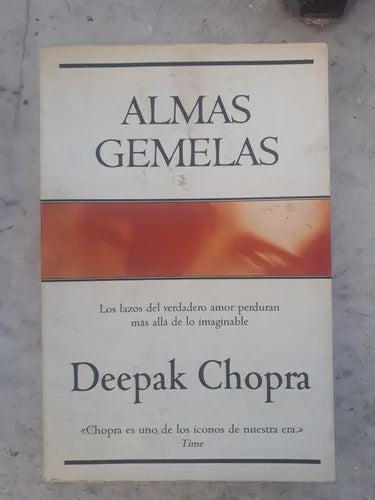 ALMAS
GEMELAS
Los lazos del verdadero amor perduran
más allá de lo imaginable
Deepak Chopra
«Chopra es uno de los iconos de nuestra era.»
Time